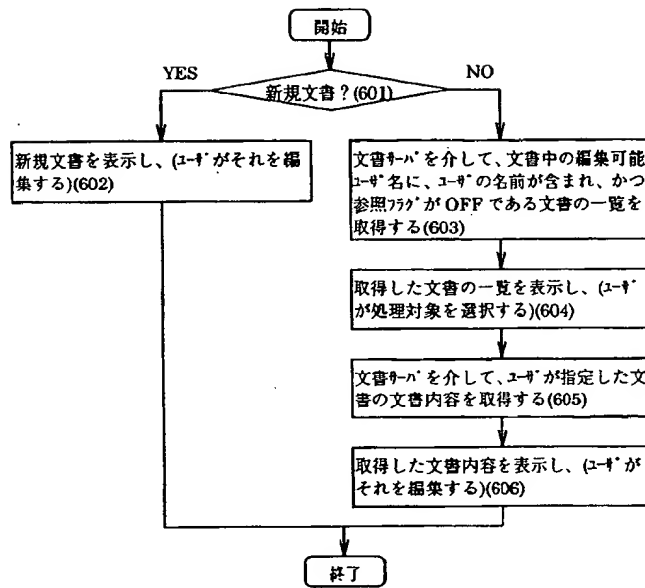 開始
YES
NO
新規文書？(601)
新規文書を表示し、(ﾕｰｻﾞがそれを編
集する)(602)
文書ｻｰﾊﾞを介して、文書中の編集可能
ﾕｰｻﾞ名に、ﾕｰｻﾞの名前が含まれ、かつ
参照ﾌﾗｸﾞがOFFである文書の一覧を
取得する(603)
取得した文書の一覧を表示し、(ﾕｰｻﾞ
が処理対象を選択する)(604)
文書ｻｰﾊﾞを介して、ﾕｰｻﾞが指定した文
書の文書内容を取得する(605)
取得した文書内容を表示し、(ﾕｰｻﾞが
それを編集する)(606)
終了